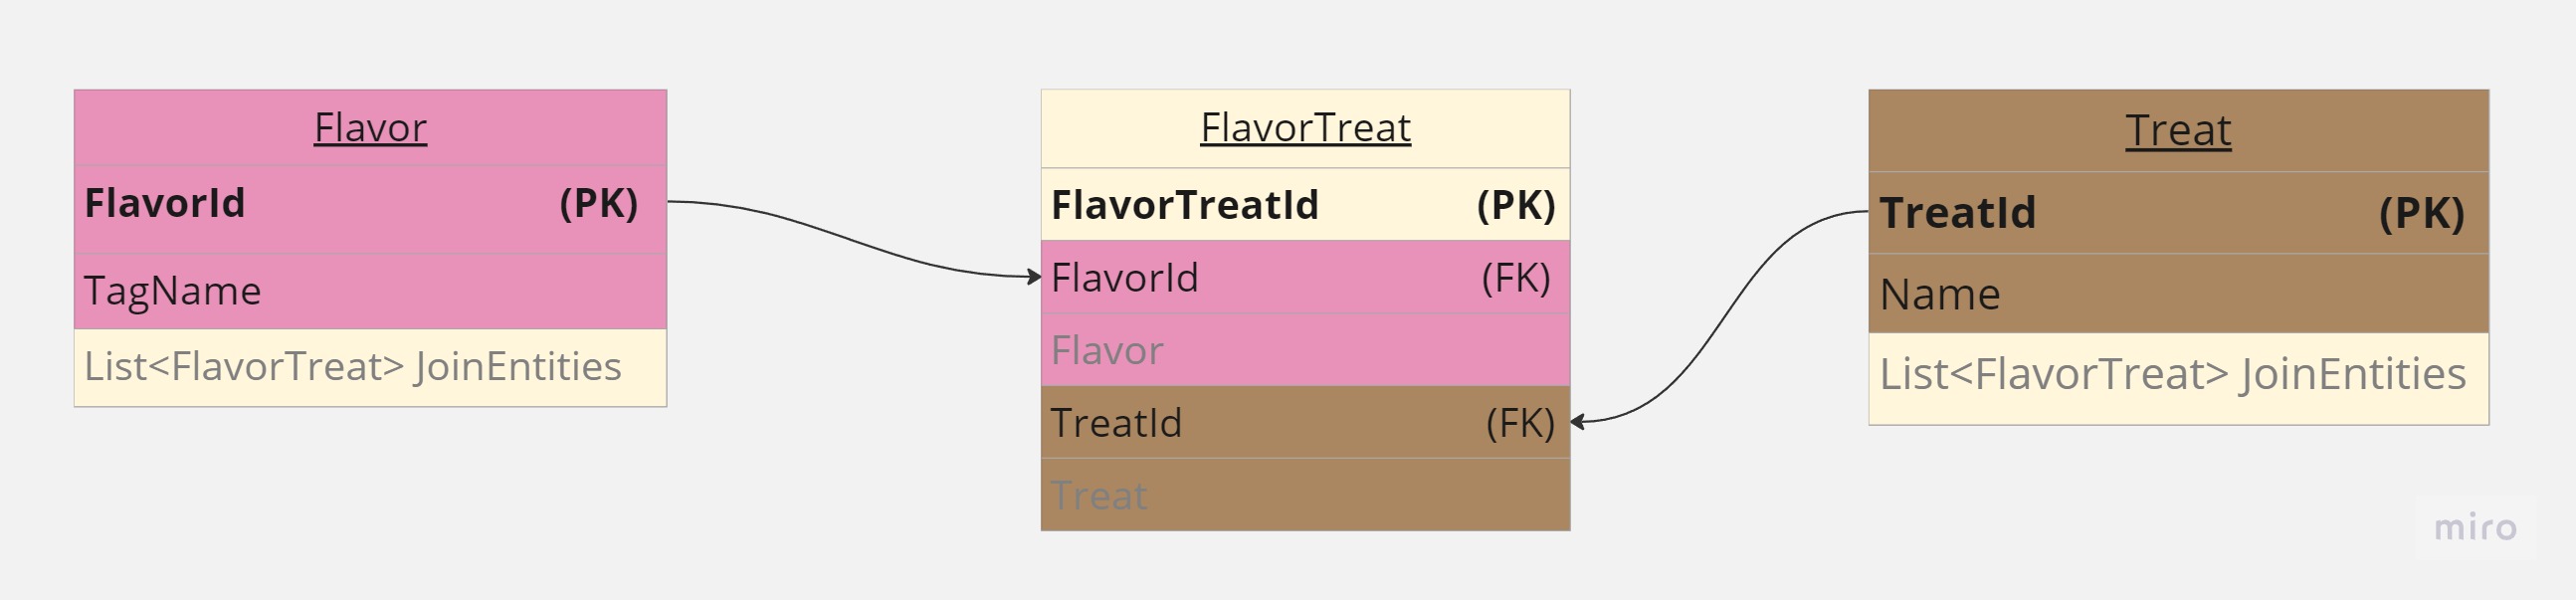 Flavor
FlavorId (PK)
TagName
List<FlavorTreat> JoinEntities
FlavorTreat
FlavorTreatId (PK)
FlavorId (FK)
Flavor
TreatId (FK)
Treat
Treat
TreatId (PK)
Name
List<FlavorTreat> JoinEntities
miro